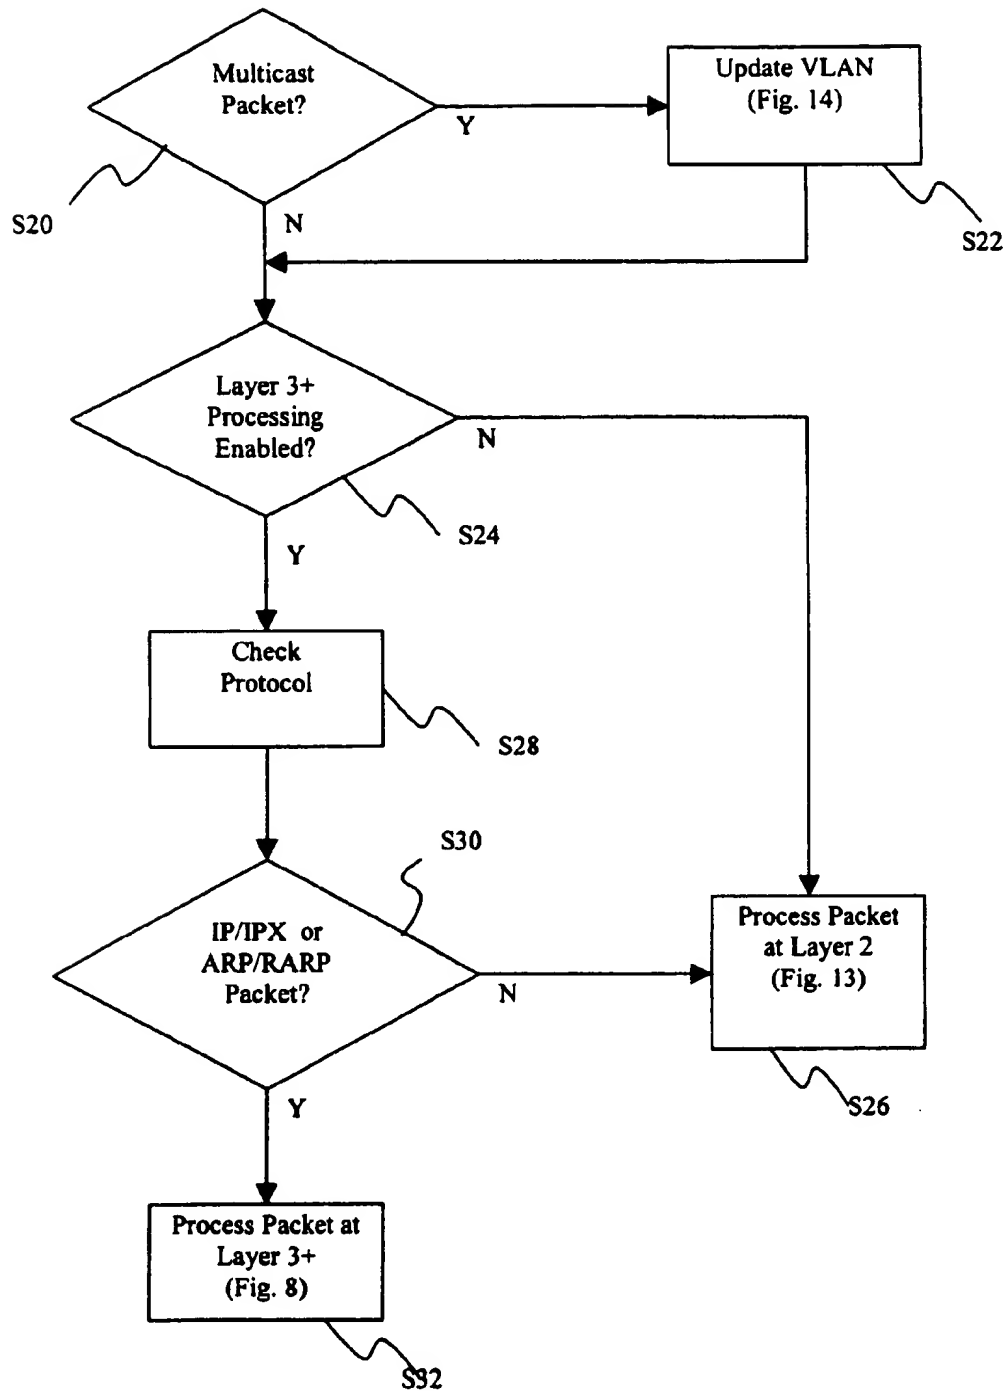 Multicast
Packet?
Y
Update VLAN
(Fig. 14)
S20
N
S22
Layer 3+
Processing
Enabled?
N
S24
Y
Check
Protocol
S28
S30
IP/IPX or
ARP/RARP
Packet?
N
Process Packet
at Layer 2
(Fig. 13)
S26
Y
Process Packet at
Layer 3+
(Fig. 8)
S32